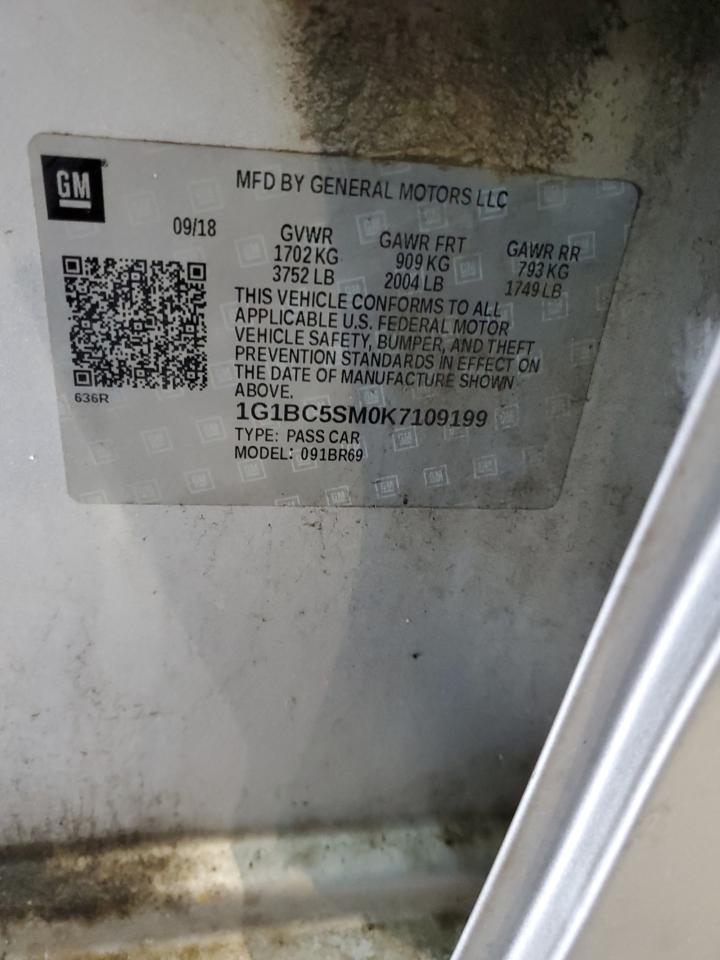 GM
MFD BY GENERAL MOTORS LLC
09/18
GVWR GAWR FRT GAWR RR
1702 KG 909 KG 793 KG
3752 LB 2004 LB 1749 LB
THIS VEHICLE CONFORMS TO ALL
APPLICABLE U.S. FEDERAL MOTOR
VEHICLE SAFETY, BUMPER, AND THEFT
PREVENTION STANDARDS IN EFFECT ON
THE DATE OF MANUFACTURE SHOWN
ABOVE.
636R
1G1BC5SM0K7109199
TYPE: PASS CAR
MODEL: 091BR69